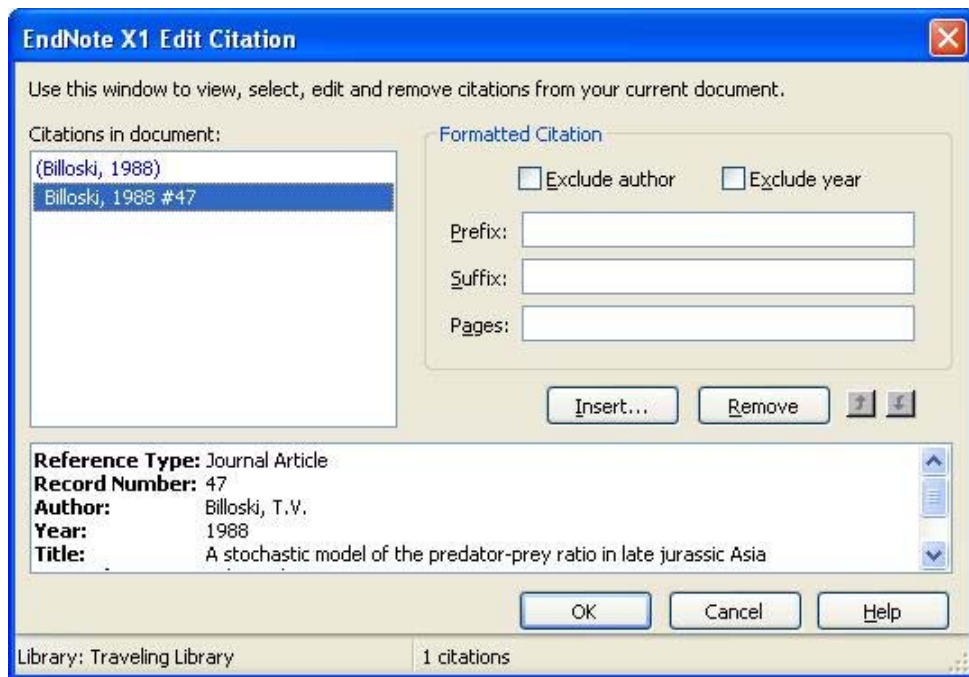 EndNote X1 Edit Citation
Use this window to view, select, edit and remove citations from your current document.
Citations in document:
(Billoski, 1988)
Billoski, 1988 #47
Formatted Citation
Exclude author
Exclude year
Prefix:
Suffix:
Pages:
Insert...
Remove
Reference Type: Journal Article
Record Number: 47
Author: Billoski, T.V.
Year: 1988
Title: A stochastic model of the predator-prey ratio in late jurassic Asia
OK
Cancel
Help
Library: Traveling Library
1 citations